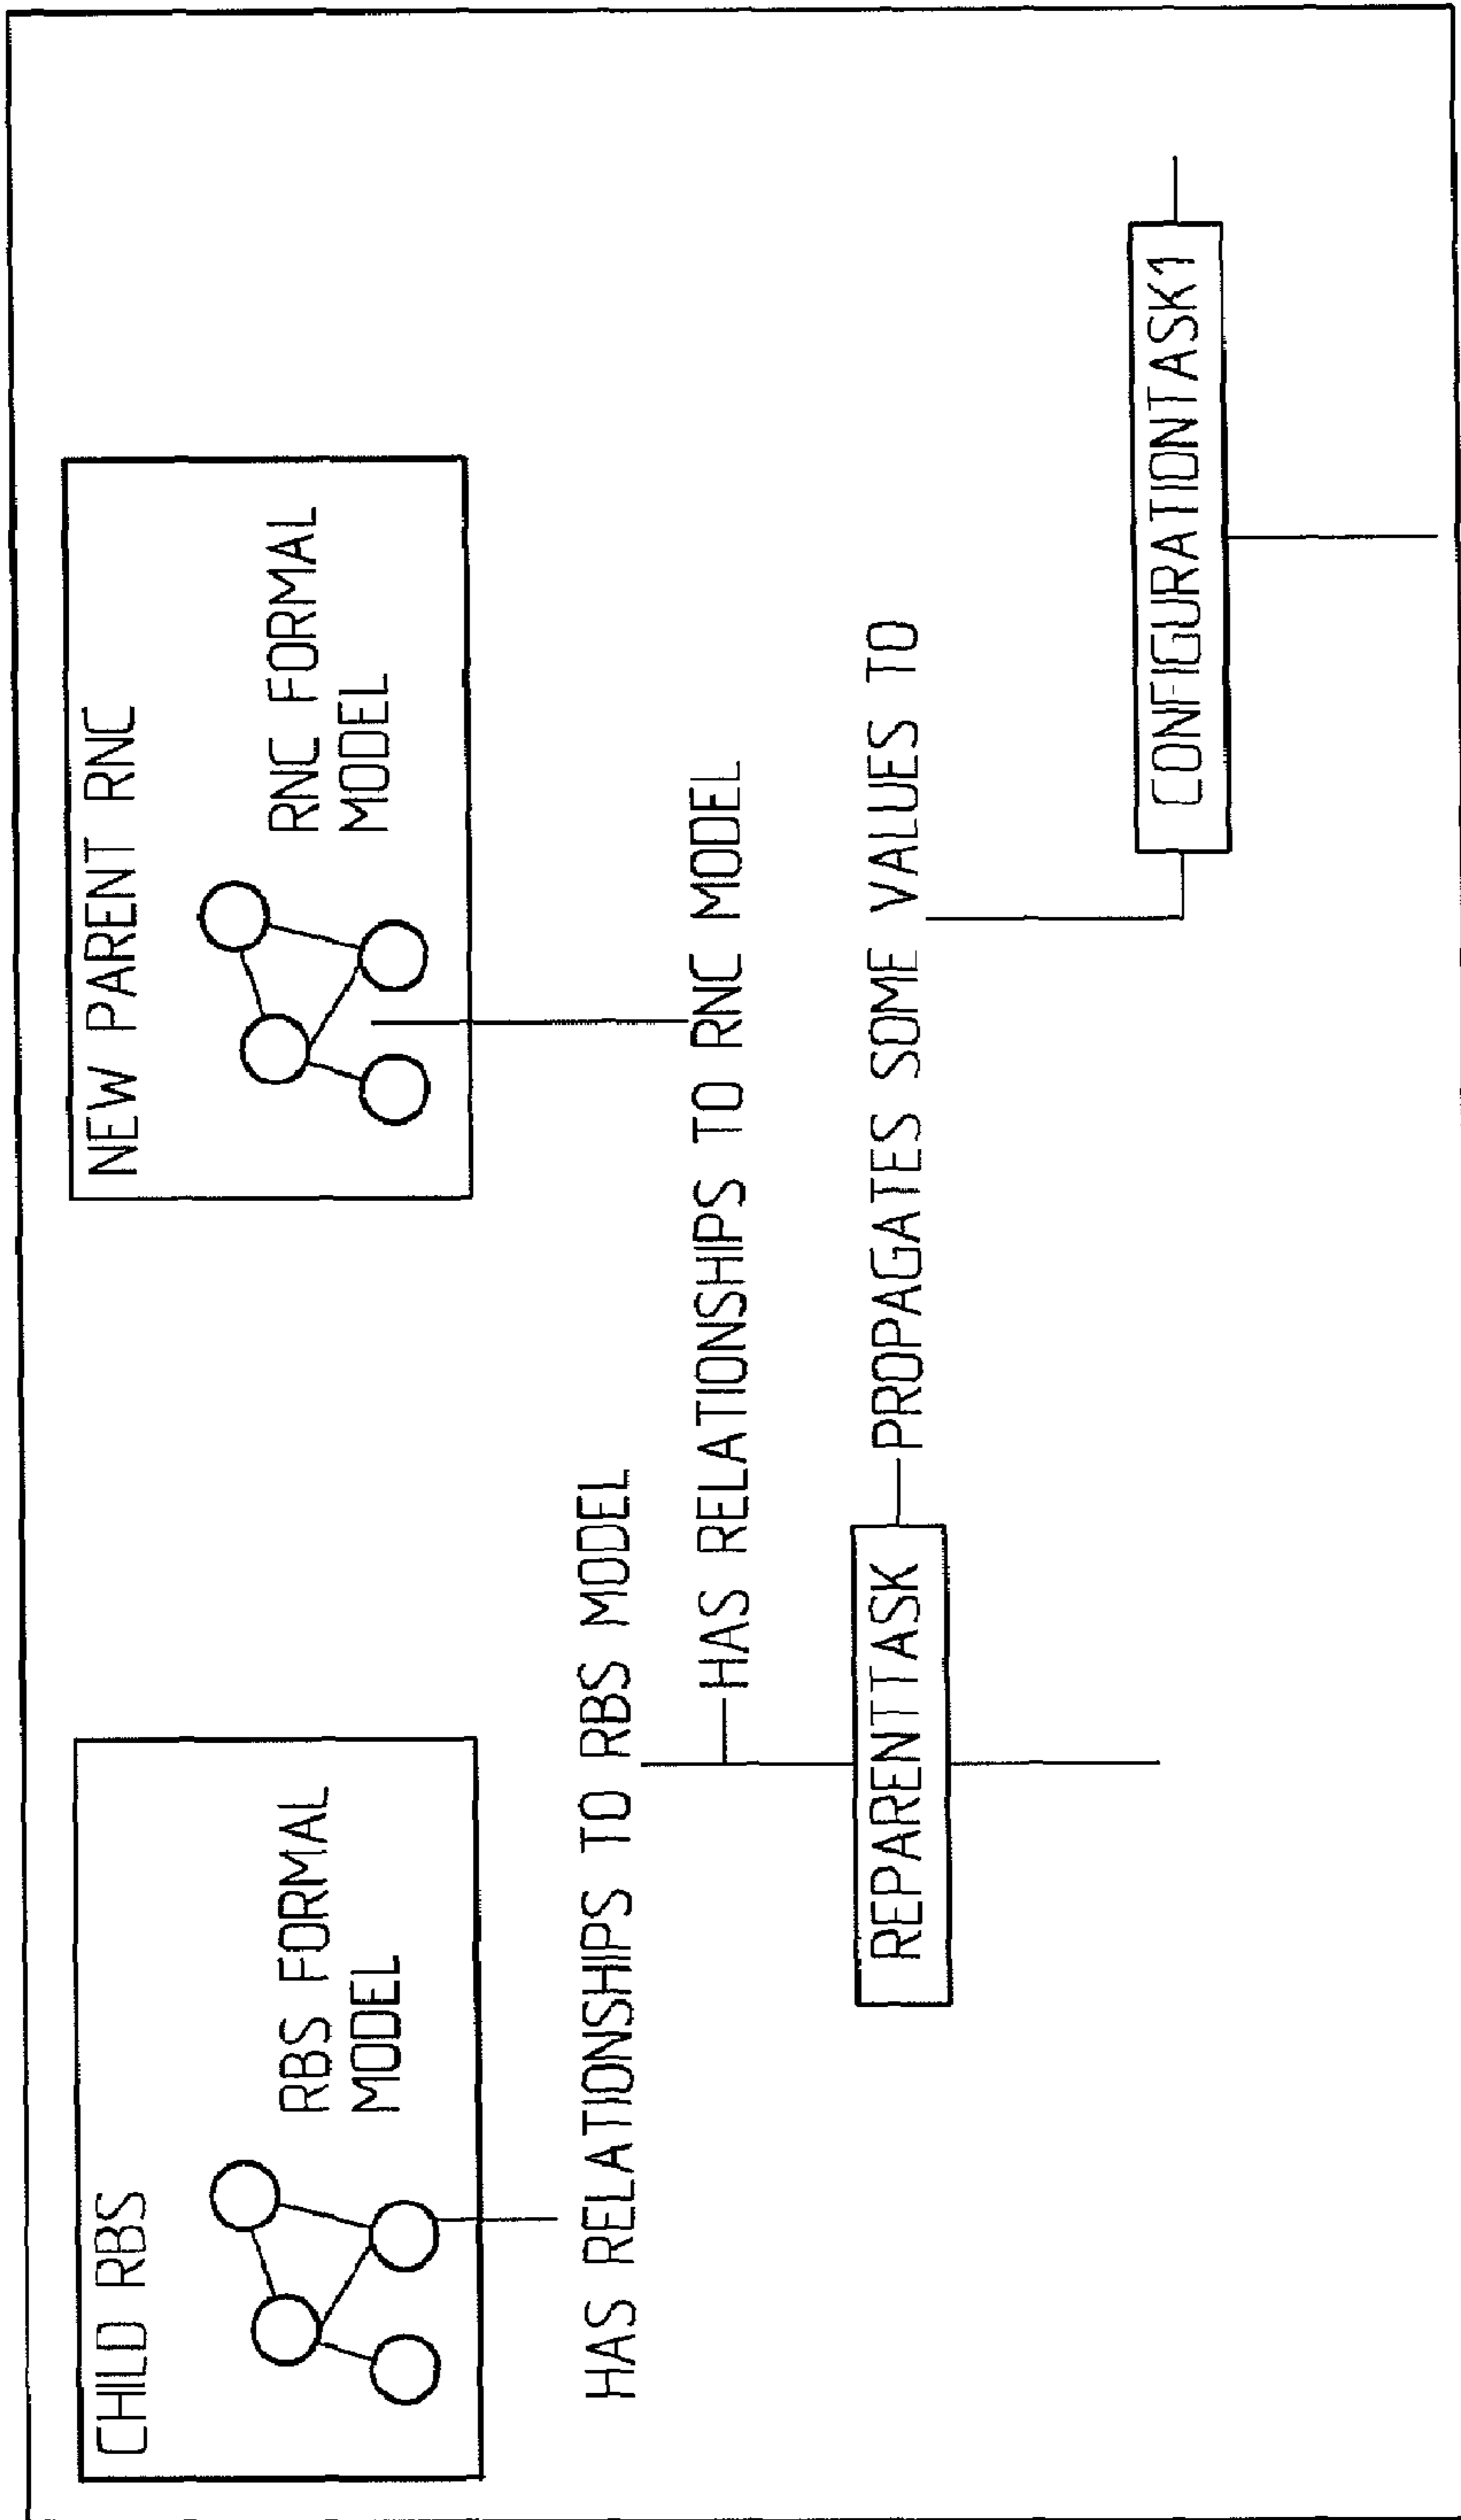 CHILD RBS
RBS FORMAL
MODEL
NEW PARENT RNC
RNC FORMAL
MODEL
HAS RELATIONSHIPS TO RBS MODEL
HAS RELATIONSHIPS TO RNC MODEL
REPARENTTASK
PROPAGATES SOME VALUES TO
CONFIGURATIONTASK1